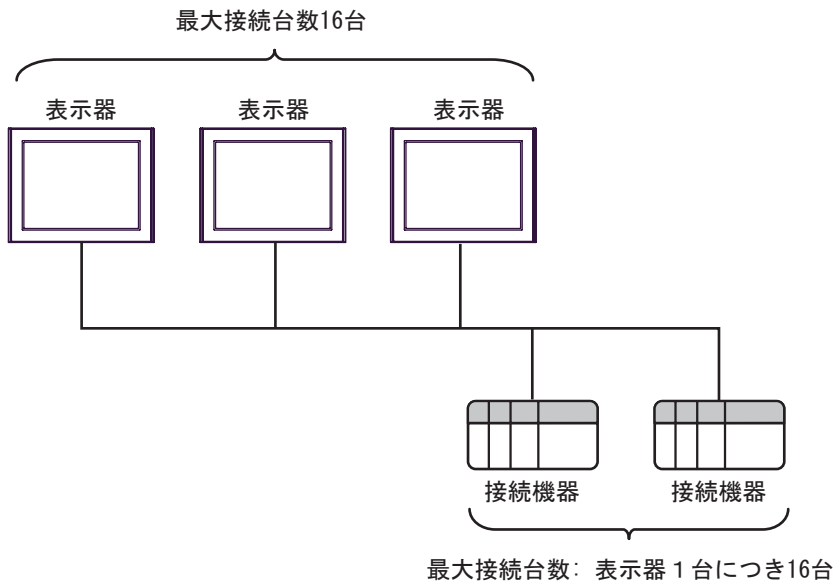 最大接続台数16台
表示器 表示器 表示器
接続機器 接続機器
最大接続台数: 表示器１台につき16台